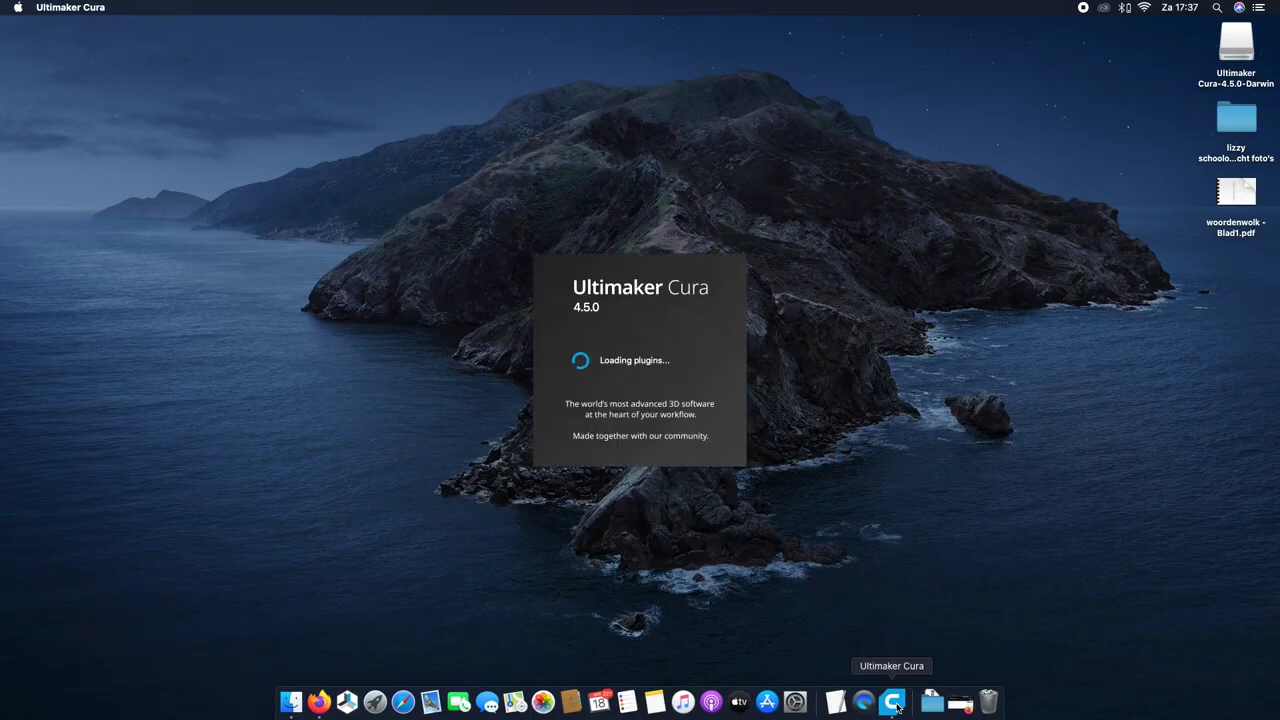 Ultimaker Cura
Za 17:37
Ultimaker
Cura-4.5.0-Darwin
lizzy
schoolo...cht foto's
woordenwolk -
Blad1.pdf
Ultimaker Cura
4.5.0
Loading plugins...
The world's most advanced 3D software
at the heart of your workflow.
Made together with our community.
Ultimaker Cura
18
tv